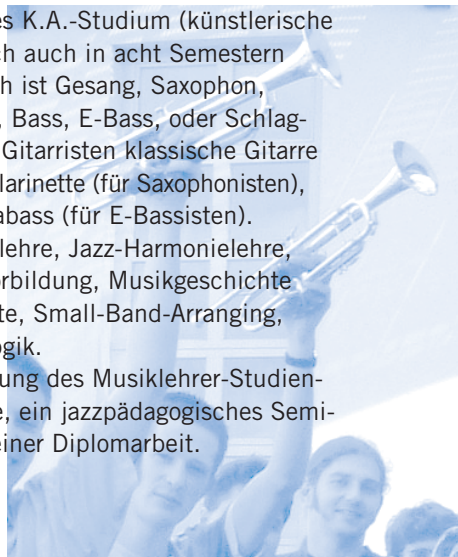 es K.A.-Studium (künstlerische
ch auch in acht Semestern
h ist Gesang, Saxophon,
, Bass, E-Bass, oder Schlag-
Gitarristen klassische Gitarre
larinette (für Saxophonisten),
abass (für E-Bassisten).
lehre, Jazz-Harmonielehre,
rbildung, Musikgeschichte
te, Small-Band-Arranging,
gik.
ung des Musiklehrer-Studien-
e, ein jazzpädagogisches Semi-
einer Diplomarbeit.